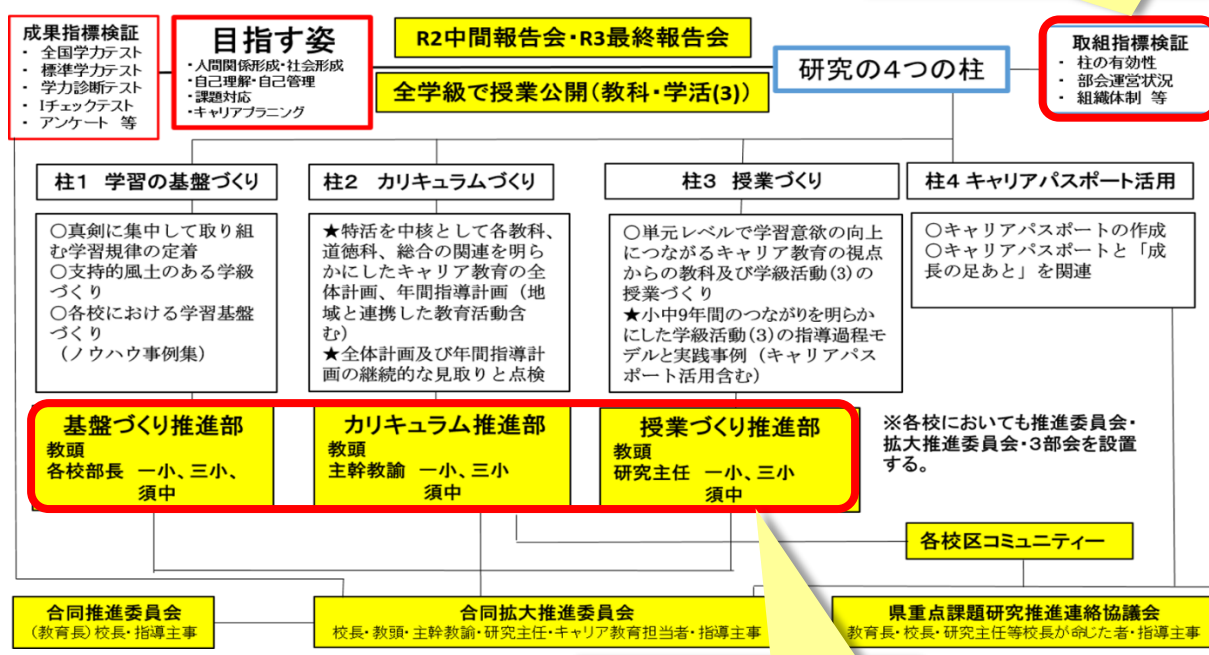 成果指標検証
・ 全国学力テスト
・ 標準学力テスト
・ 学力診断テスト
・ Iチェックテスト
・ アンケート 等
目指す姿
・人間関係形成・社会形成
・自己理解・自己管理
・課題対応
・キャリアプラニング
R2中間報告会・R3最終報告会
全学級で授業公開(教科・学活(3))
研究の4つの柱
取組指標検証
・ 柱の有効性
・ 部会運営状況
・ 組織体制 等
柱1 学習の基盤づくり
○真剣に集中して取り組
む学習規律の定着
○支持的風土のある学級
づくり
○各校における学習基盤
づくり
(ノウハウ事例集)
柱2 カリキュラムづくり
★特活を中核として各教科、
道徳科、総合の関連を明ら
かにしたキャリア教育の全
体計画、年間指導計画(地
域と連携した教育活動含
む)
★全体計画及び年間指導計
画の継続的な見取りと点検
柱3 授業づくり
○単元レベルで学習意欲の向上
につながるキャリア教育の視点
からの教科及び学級活動(3)の
授業づくり
★小中9年間のつながりを明らか
にした学級活動(3)の指導過程モ
デルと実践事例(キャリアパス
ポート活用含む)
柱4 キャリアパスポート活用
○キャリアパスポートの作成
○キャリアパスポートと「成
長の足あと」を関連
基盤づくり推進部
教頭
各校部長 一小、三小、
須中
カリキュラム推進部
教頭
主幹教諭 一小、三小
須中
授業づくり推進部
教頭
研究主任 一小、三小
須中
※各校においても推進委員会・
拡大推進委員会・3部会を設置
する。
各校区コミュニティー
合同推進委員会
(教育長)校長・指導主事
合同拡大推進委員会
校長・教頭・主幹教諭・研究主任・キャリア教育担当者・指導主事
県重点課題研究推進連絡協議会
教育長・校長・研究主任等校長が命じた者・指導主事